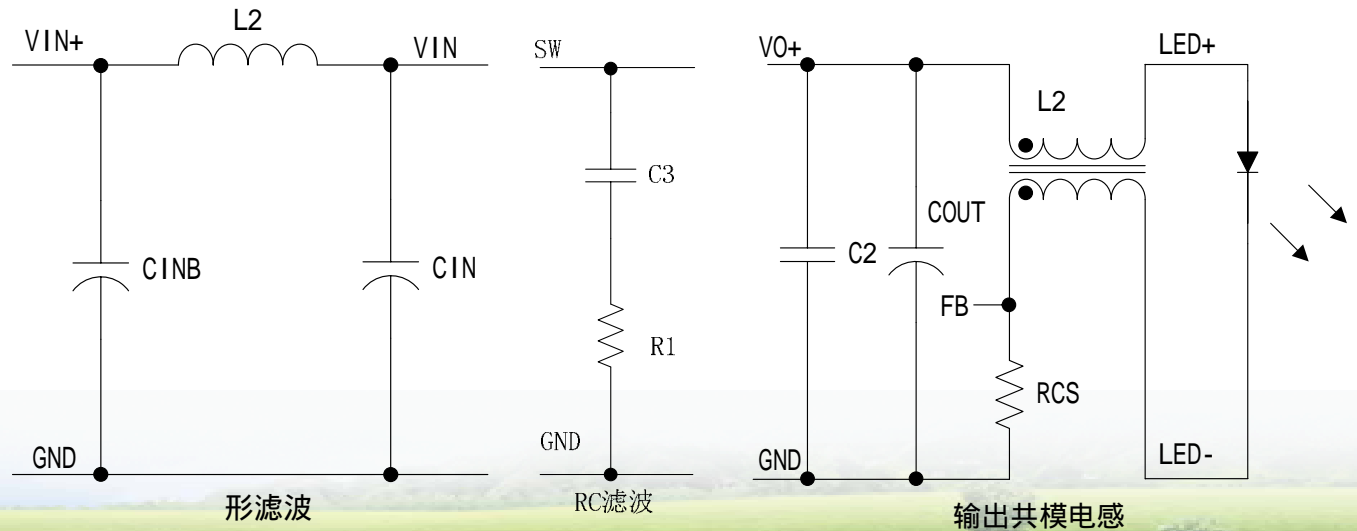 L2
VIN+
VIN
CINB
CIN
GND
形滤波
SW
C3
R1
GND
RC滤波
VO+
LED+
L2
COUT
C2
FB
RCS
GND
LED-
输出共模电感